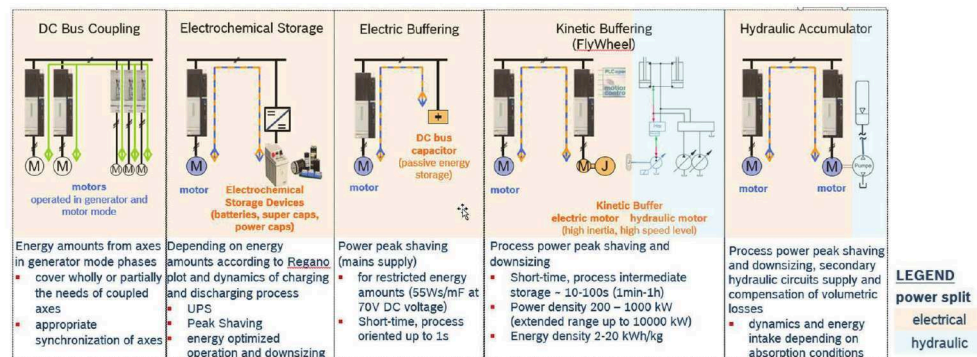 DC Bus Coupling
motors
operated in generator and
motor mode
Energy amounts from axes
in generator mode phases
▪ cover wholly or partially
the needs of coupled
axes
▪ appropriate
synchronization of axes
Electrochemical Storage
motor
Electrochemical
Storage Devices
(batteries, super caps,
power caps)
Depending on energy
amounts according to Regano
plot and dynamics of charging
and discharging process
▪ UPS
▪ Peak Shaving
▪ energy optimized
operation and downsizing
Electric Buffering
DC bus
capacitor
(passive energy
storage)
motor
Power peak shaving
(mains supply)
▪ for restricted energy
amounts (55Ws/mF at
70V DC voltage)
▪ Short-time, process
oriented up to 1s
Kinetic Buffering
(FlyWheel)
motor
Kinetic Buffer
electric motor hydraulic motor
(high inertia, high speed level)
Process power peak shaving and
downsizing
▪ Short-time, process intermediate
storage – 10-100s (1min-1h)
▪ Power density 200 – 1000 kW
(extended range up to 10000 kW)
▪ Energy density 2-20 kWh/kg
Hydraulic Accumulator
M
M
M
M
M
M
M
M
M
J
M
M
Pumpe
motor
motor
Process power peak shaving
and downsizing, secondary
hydraulic circuits supply and
compensation of volumetric
losses
▪ dynamics and energy
intake depending on
absorption conditions
LEGEND
power split
electrical
hydraulic